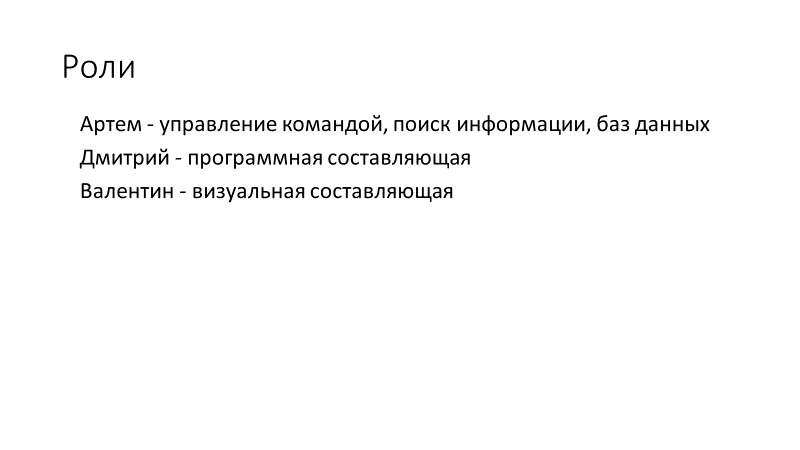 Роли
Артем - управление командой, поиск информации, баз данных
Дмитрий - программная составляющая
Валентин - визуальная составляющая